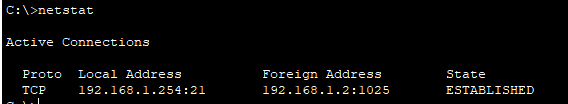 C:\>netstat
Active Connections
Proto  Local Address          Foreign Address        State
TCP    192.168.1.254:21       192.168.1.2:1025       ESTABLISHED